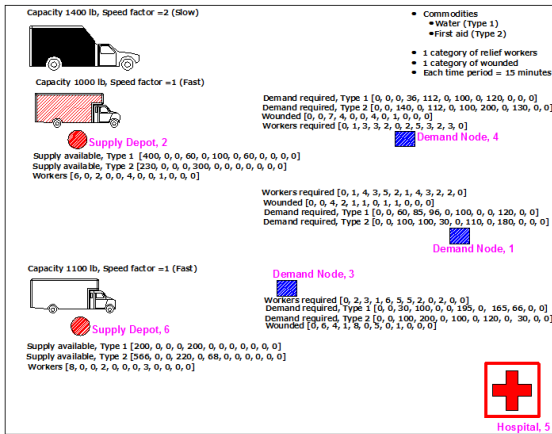 Capacity 1400 lb, Speed factor =2 (Slow)
• Commodities
•Water (Type 1)
•First aid (Type 2)
• 1 category of relief workers
• 1 category of wounded
• Each time period = 15 minutes
Capacity 1000 lb, Speed factor =1 (Fast)
Demand required, Type 1 [0, 0, 0, 36, 112, 0, 100, 0, 120, 0, 0, 0]
Demand required, Type 2 [0, 0, 140, 0, 112, 0, 100, 200, 0, 130, 0, 0]
Wounded [0, 0, 7, 4, 0, 0, 4, 0, 1, 0, 0, 0]
Workers required [0, 1, 3, 3, 2, 0, 2, 5, 3, 2, 3, 0]
Supply Depot, 2
Demand Node, 4
Supply available, Type 1 [400, 0, 0, 60, 0, 100, 0, 60, 0, 0, 0, 0]
Supply available, Type 2 [230, 0, 0, 0, 300, 0, 0, 0, 0, 0, 0, 0]
Workers [6, 0, 2, 0, 0, 4, 0, 0, 1, 0, 0, 0]
Workers required [0, 1, 4, 3, 5, 2, 1, 4, 3, 2, 2, 0]
Wounded [0, 0, 4, 2, 1, 1, 0, 1, 1, 0, 0, 0]
Demand required, Type 1 [0, 0, 60, 85, 96, 0, 100, 0, 0, 120, 0, 0]
Demand required, Type 2 [0, 0, 100, 100, 30, 0, 110, 0, 180, 0, 0, 0]
Demand Node, 1
Capacity 1100 lb, Speed factor =1 (Fast)
Demand Node, 3
Workers required [0, 2, 3, 1, 6, 5, 5, 2, 0, 2, 0, 0]
Demand required, Type 1 [0, 0, 30, 100, 0, 0, 195, 0, 165, 66, 0, 0]
Demand required, Type 2 [0, 0, 100, 200, 0, 100, 0, 120, 0, 30, 0, 0]
Wounded [0, 6, 4, 1, 8, 0, 5, 0, 1, 0, 0, 0]
Supply Depot, 6
Supply available, Type 1 [200, 0, 0, 0, 200, 0, 0, 0, 0, 0, 0, 0]
Supply available, Type 2 [566, 0, 0, 220, 0, 68, 0, 0, 0, 0, 0, 0]
Workers [8, 0, 0, 2, 0, 0, 0, 3, 0, 0, 0, 0]
Hospital, 5